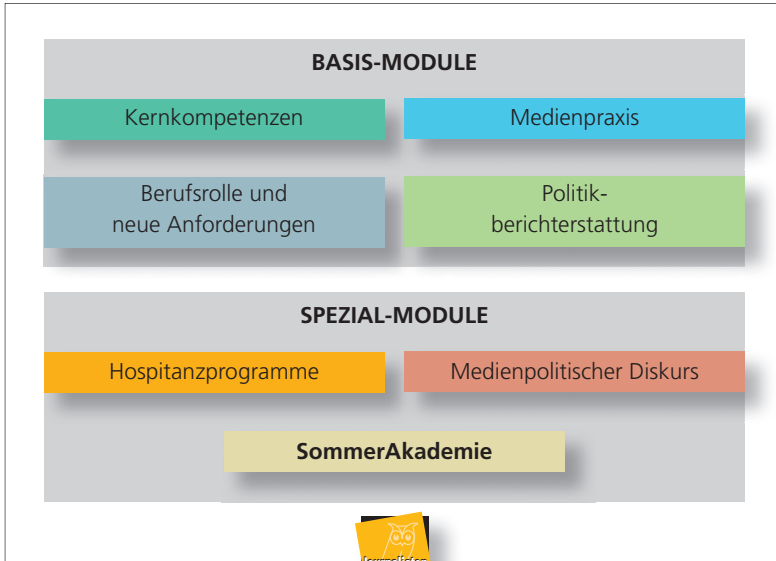 BASIS-MODULE
Kernkompetenzen
Medienpraxis
Berufsrolle und
neue Anforderungen
Politik-
berichterstattung
SPEZIAL-MODULE
Hospitanzprogramme
Medienpolitischer Diskurs
SommerAkademie